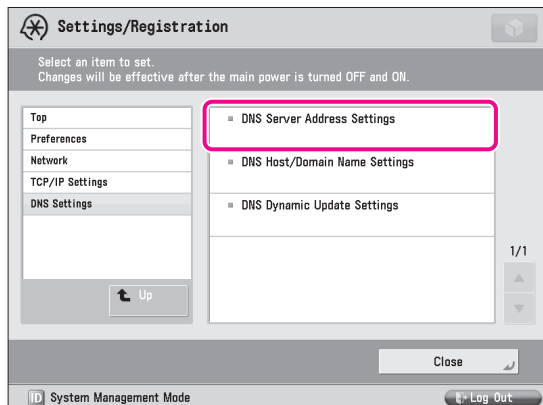 Settings/Registration
Select an item to set.
Changes will be effective after the main power is turned OFF and ON.
Top
Preferences
Network
TCP/IP Settings
DNS Settings
Up
DNS Server Address Settings
DNS Host/Domain Name Settings
DNS Dynamic Update Settings
1/1
Close
ID System Management Mode
Log Out